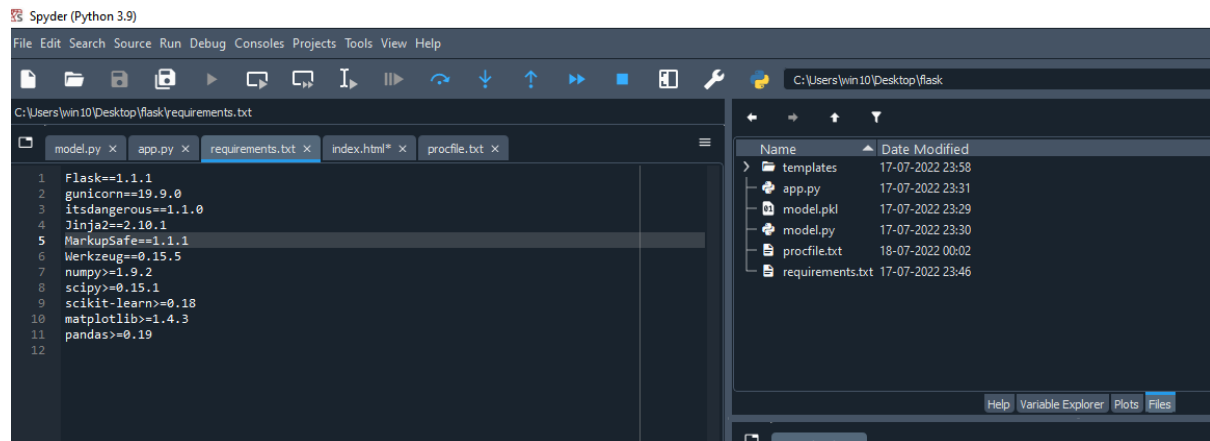 Spyder (Python 3.9)
File Edit Search Source Run Debug Consoles Projects Tools View Help
C:\Users\win10\Desktop\flask
C:\Users\win10\Desktop\flask\requirements.txt
model.py × app.py × requirements.txt × index.html* × procfile.txt ×
1 Flask==1.1.1
2 gunicorn==19.9.0
3 itsdangerous==1.1.0
4 Jinja2==2.10.1
5 MarkupSafe==1.1.1
6 Werkzeug==0.15.5
7 numpy>=1.9.2
8 scipy>=0.15.1
9 scikit-learn>=0.18
10 matplotlib>=1.4.3
11 pandas>=0.19
12
Name Date Modified
templates 17-07-2022 23:58
app.py 17-07-2022 23:31
model.pkl 17-07-2022 23:29
model.py 17-07-2022 23:30
procfile.txt 18-07-2022 00:02
requirements.txt 17-07-2022 23:46
Help Variable Explorer Plots Files